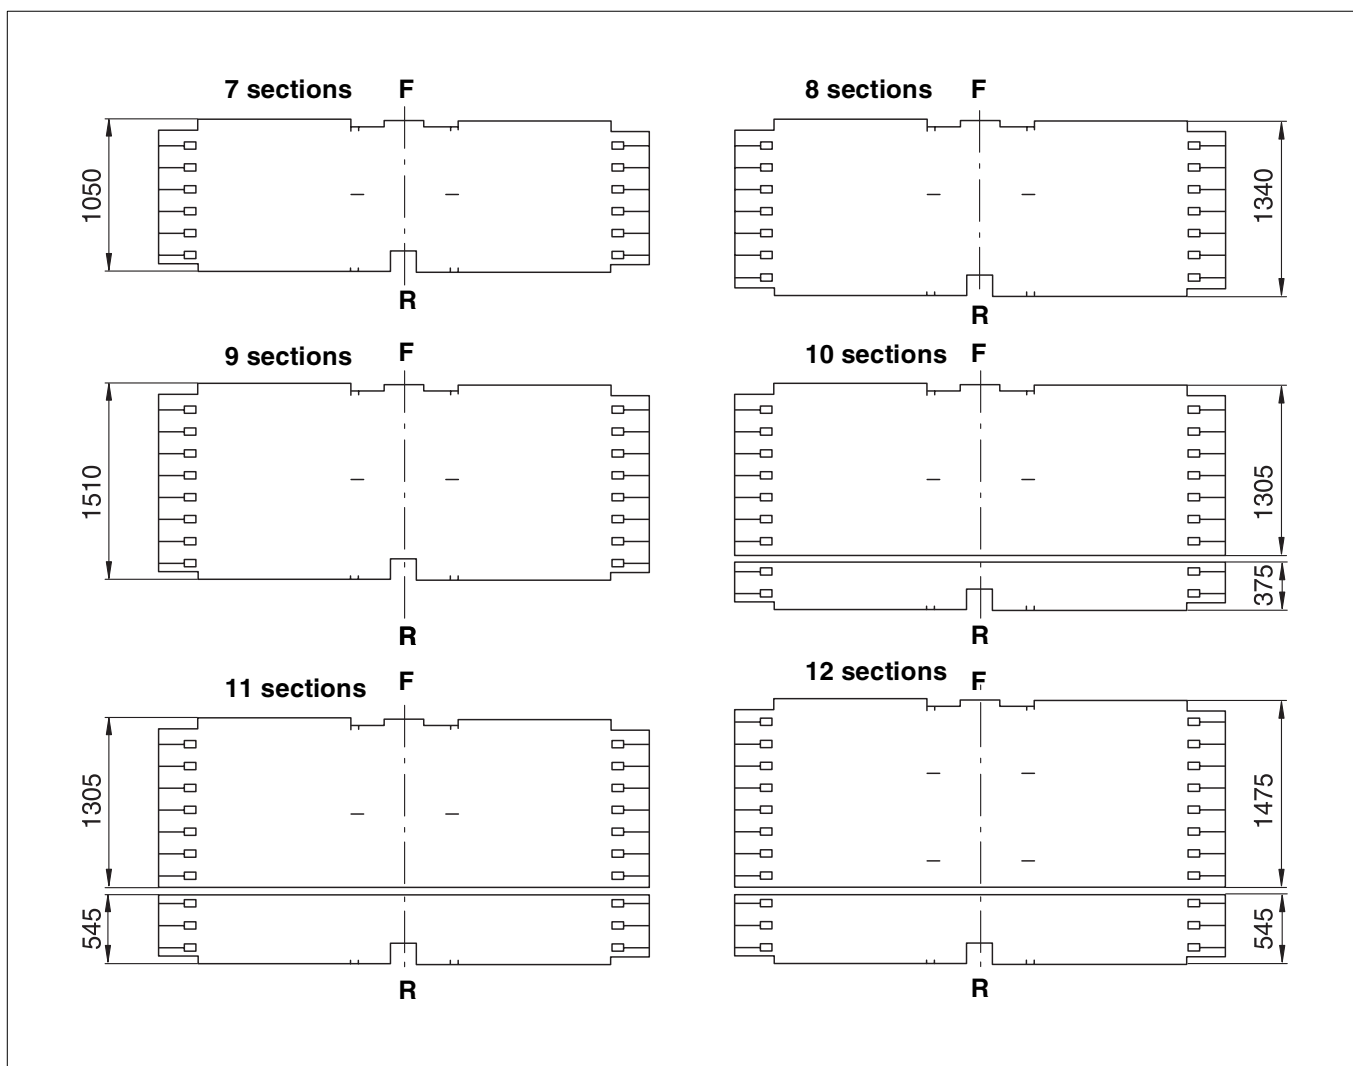 7 sections
F
1050
R
8 sections
F
1340
R
9 sections
F
1510
R
10 sections
F
1305
375
R
11 sections
F
1305
545
R
12 sections
F
1475
545
R